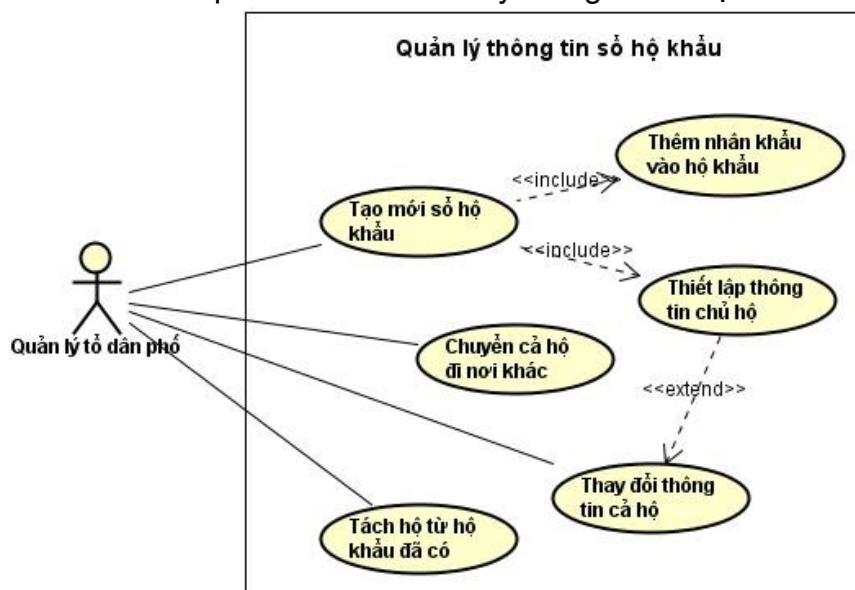 Quản lý thông tin sổ hộ khẩu
Thêm nhân khẩu
vào hộ khẩu
<<include>>
Tạo mới sổ hộ
khẩu
<<include>>
Thiết lập thông
tin chủ hộ
Quản lý tổ dân phố
Chuyển cả hộ
đi nơi khác
<<extend>>
Thay đổi thông
tin cả hộ
Tách hộ từ hộ
khẩu đã có